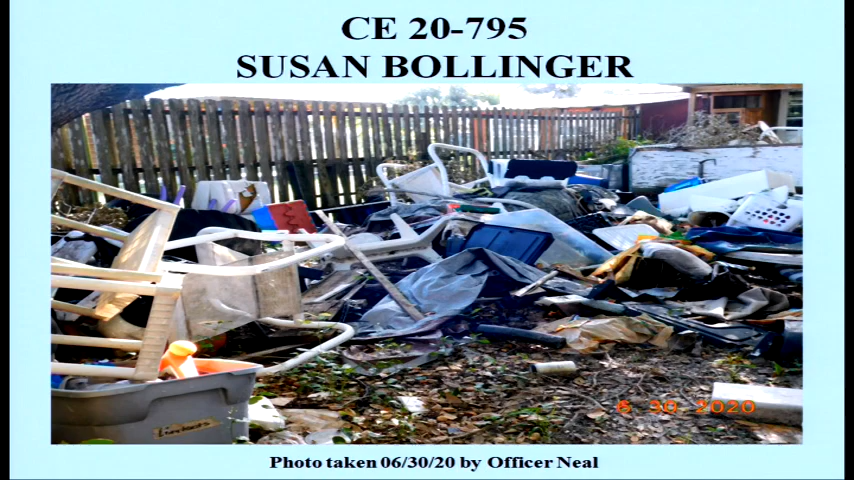 CE 20-795
SUSAN BOLLINGER
6 30 2020
Photo taken 06/30/20 by Officer Neal